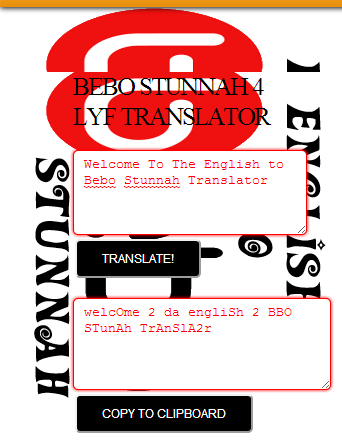 BEBO STUNNAH 4
LYF TRANSLATOR
Welcome To The English to
Bebo Stunnah Translator
TRANSLATE!
welcOme 2 da engliSh 2 BBO
STunAh TrAnSlA2r
COPY TO CLIPBOARD
STUNNAH